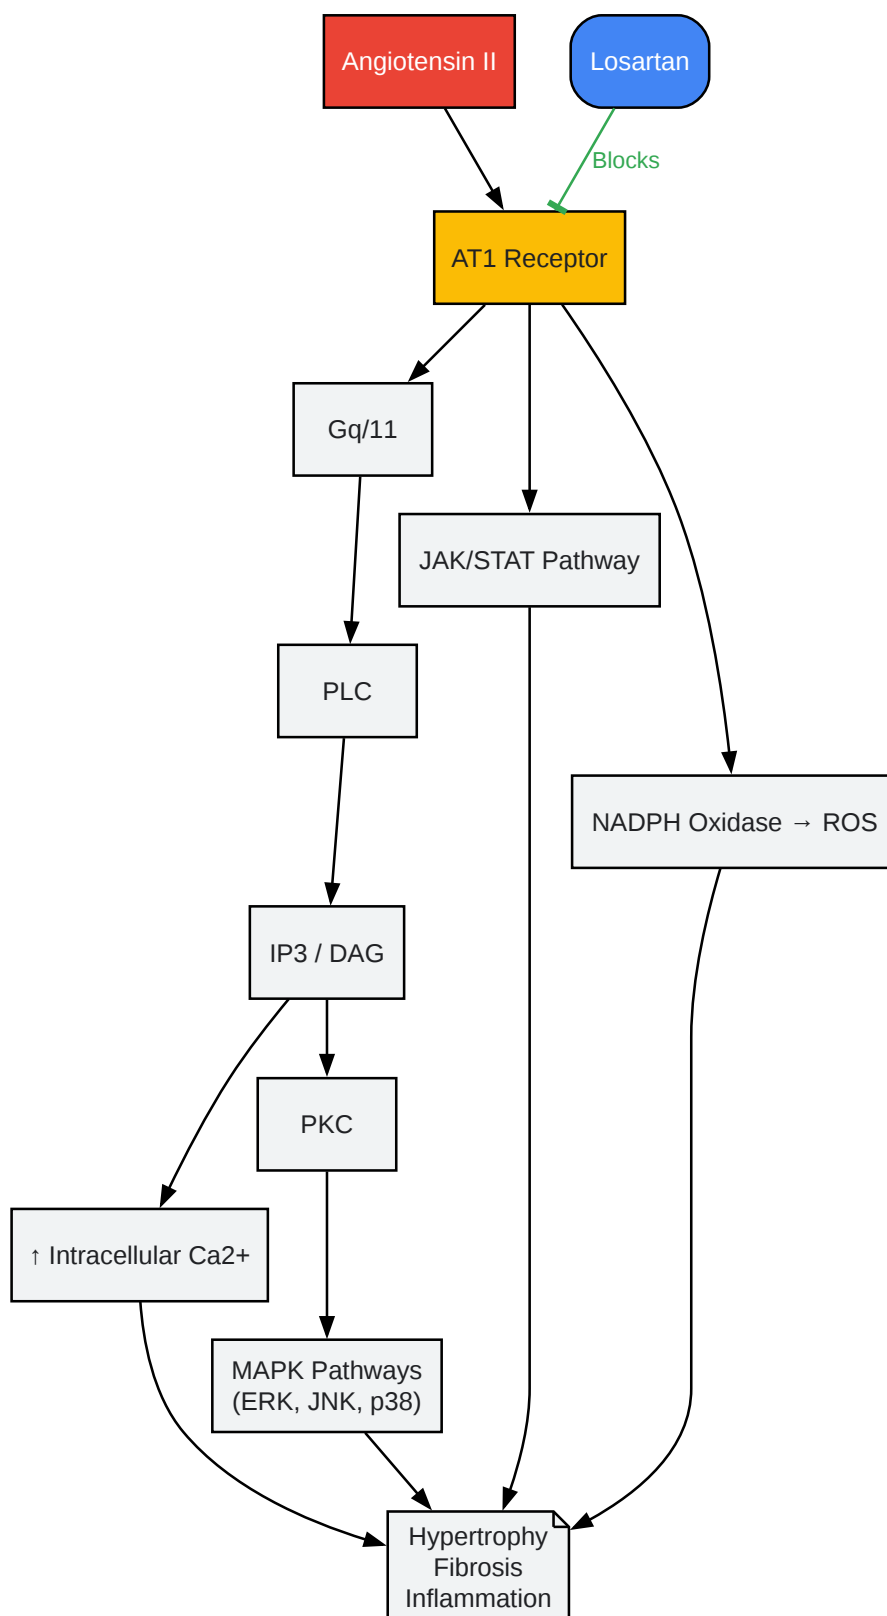 Angiotensin II
Losartan
Blocks
AT1 Receptor
Gq/11
JAK/STAT Pathway
PLC
NADPH Oxidase → ROS
IP3 / DAG
PKC
↑ Intracellular Ca2+
MAPK Pathways
(ERK, JNK, p38)
Hypertrophy
Fibrosis
Inflammation